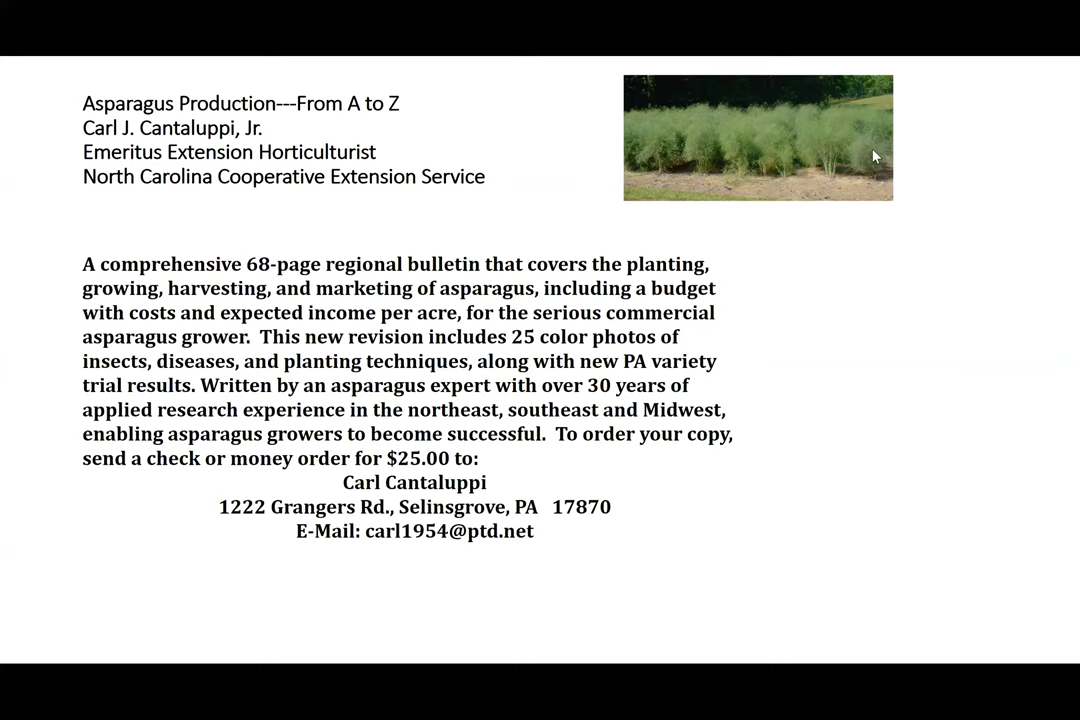 Asparagus Production---From A to Z
Carl J. Cantaluppi, Jr.
Emeritus Extension Horticulturist
North Carolina Cooperative Extension Service
A comprehensive 68-page regional bulletin that covers the planting,
growing, harvesting, and marketing of asparagus, including a budget
with costs and expected income per acre, for the serious commercial
asparagus grower.  This new revision includes 25 color photos of
insects, diseases, and planting techniques, along with new PA variety
trial results. Written by an asparagus expert with over 30 years of
applied research experience in the northeast, southeast and Midwest,
enabling asparagus growers to become successful.  To order your copy,
send a check or money order for $25.00 to:
Carl Cantaluppi
1222 Grangers Rd., Selinsgrove, PA   17870
E-Mail: carl1954@ptd.net